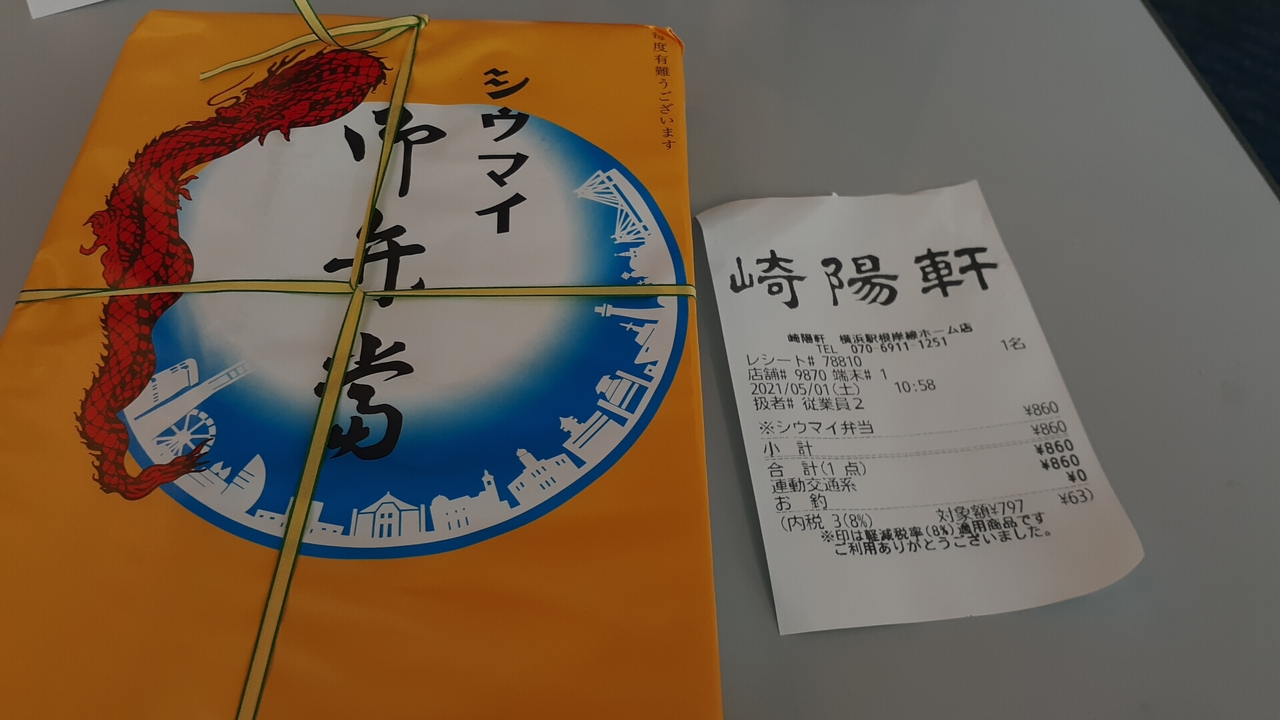 毎度有難うございます
シウマイ
御弁當
崎陽軒
崎陽軒 横浜駅根岸線ホーム店
TEL 070-6911-1251
レシート# 78810 1名
店舗# 9870 端末# 1
2021/05/01(土) 10:58
扱者# 従業員2
¥860
※シウマイ弁当 ¥860
小 計 ¥860
合 計(1 点) ¥860
連動交通系 ¥0
お 釣
(内税 3(8%) 対象額¥797 ¥63)
※印は軽減税率(8%)適用商品です
ご利用ありがとうございました。